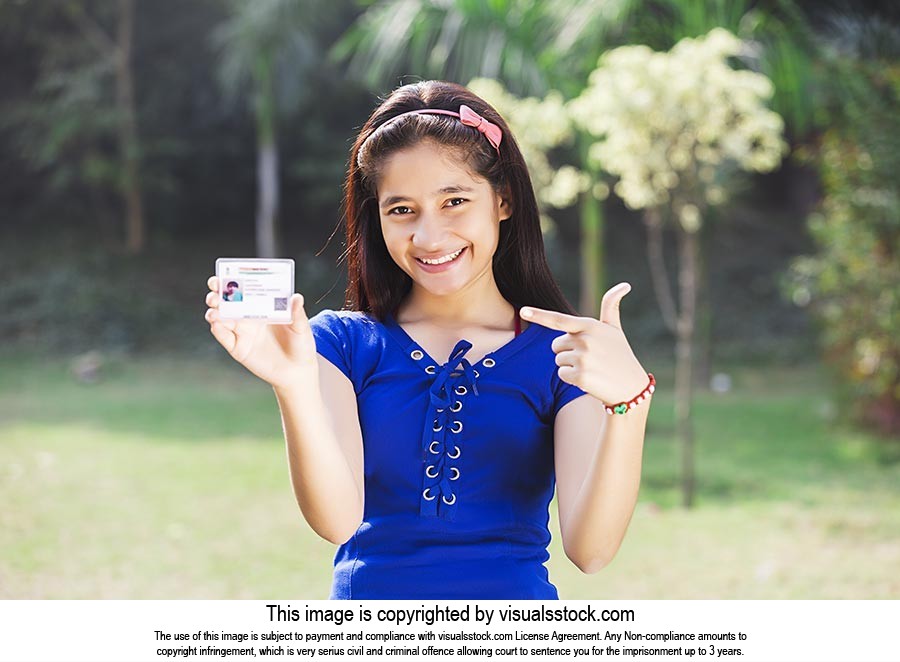 This image is copyrighted by visualsstock.com
The use of this image is subject to payment and compliance with visualsstock.com License Agreement. Any Non-compliance amounts to
copyright infringement, which is very serius civil and criminal offence allowing court to sentence you for the imprisonment up to 3 years.